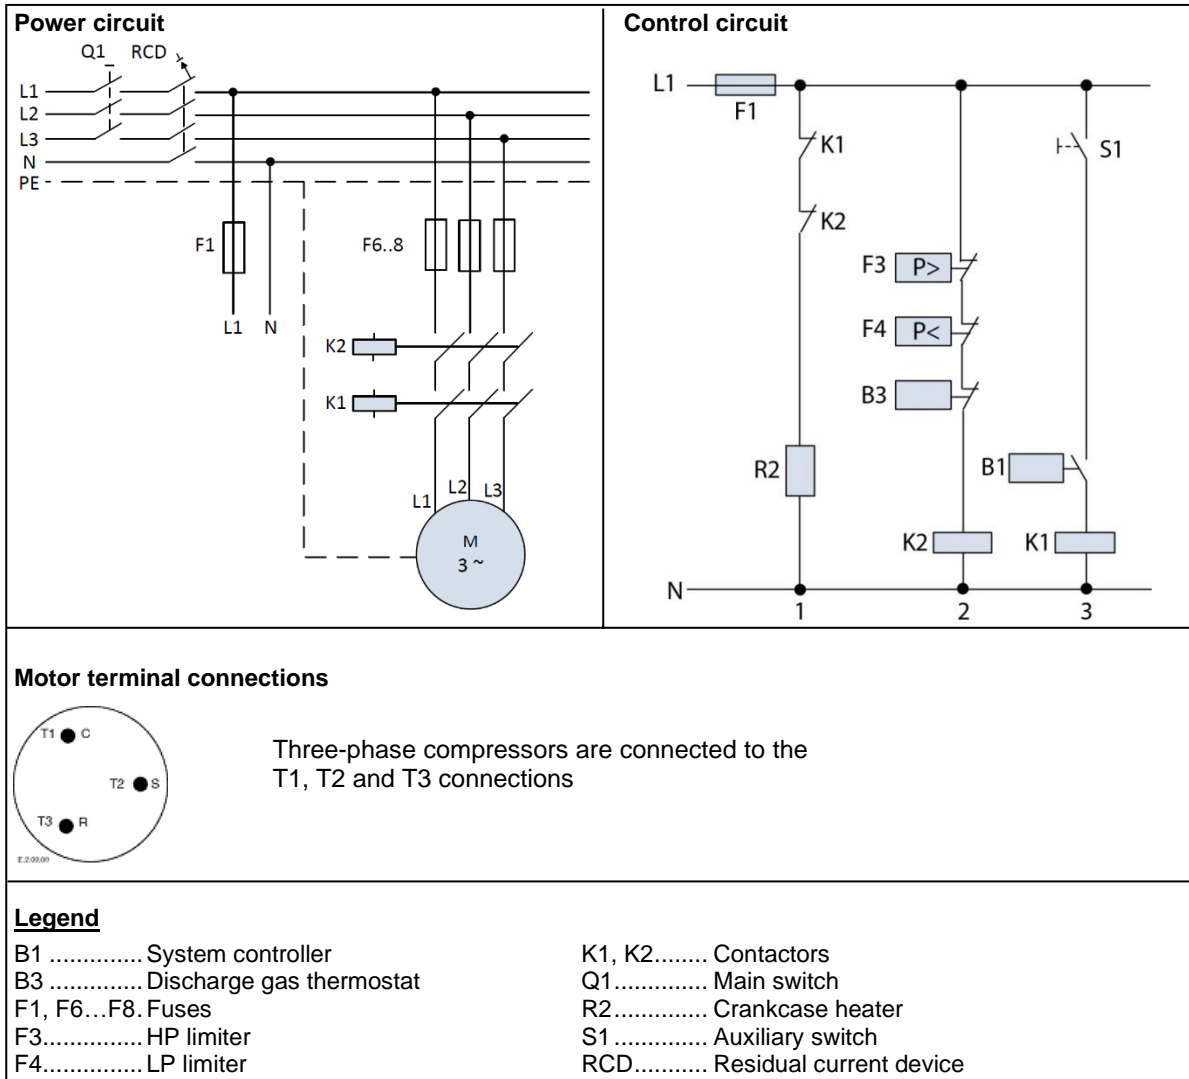 Power circuit
Q1 RCD
L1
L2
L3
N
PE
F1
F6..8
L1 N
K2
K1
L1 L2 L3
M
3 ~
Control circuit
L1
F1
K1
S1
K2
F3 P>
F4 P<
B3
R2
B1
K2
K1
N
1 2 3
Motor terminal connections
T1 C
T2 S
T3 R
E.2.09.00
Three-phase compressors are connected to the
T1, T2 and T3 connections
Legend
B1 .............. System controller
B3 .............. Discharge gas thermostat
F1, F6…F8. Fuses
F3............... HP limiter
F4............... LP limiter
K1, K2........ Contactors
Q1.............. Main switch
R2.............. Crankcase heater
S1 .............. Auxiliary switch
RCD........... Residual current device